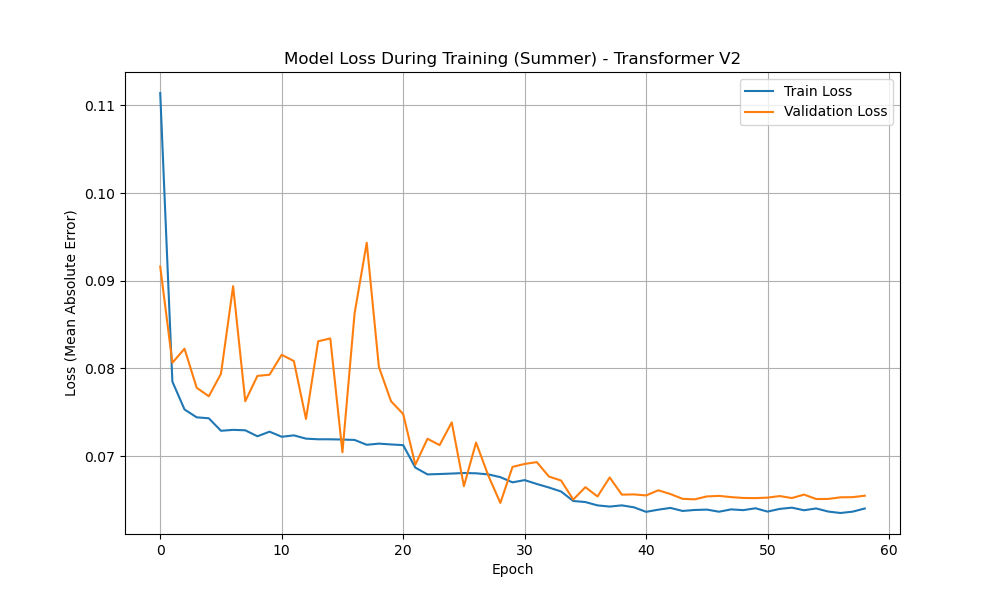 Model Loss During Training (Summer) - Transformer V2
Train Loss
Validation Loss
Loss (Mean Absolute Error)
0.11
0.10
0.09
0.08
0.07
0 10 20 30 40 50 60
Epoch